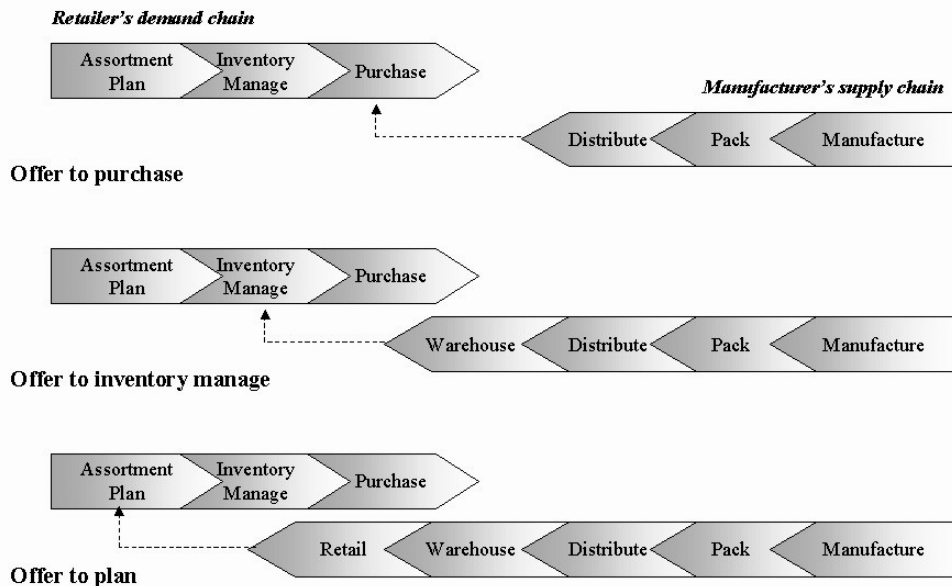 Retailer's demand chain
Assortment
Plan
Inventory
Manage
Purchase
Manufacturer's supply chain
Distribute
Pack
Manufacture
Offer to purchase
Assortment
Plan
Inventory
Manage
Purchase
Warehouse
Distribute
Pack
Manufacture
Offer to inventory manage
Assortment
Plan
Inventory
Manage
Purchase
Retail
Warehouse
Distribute
Pack
Manufacture
Offer to plan